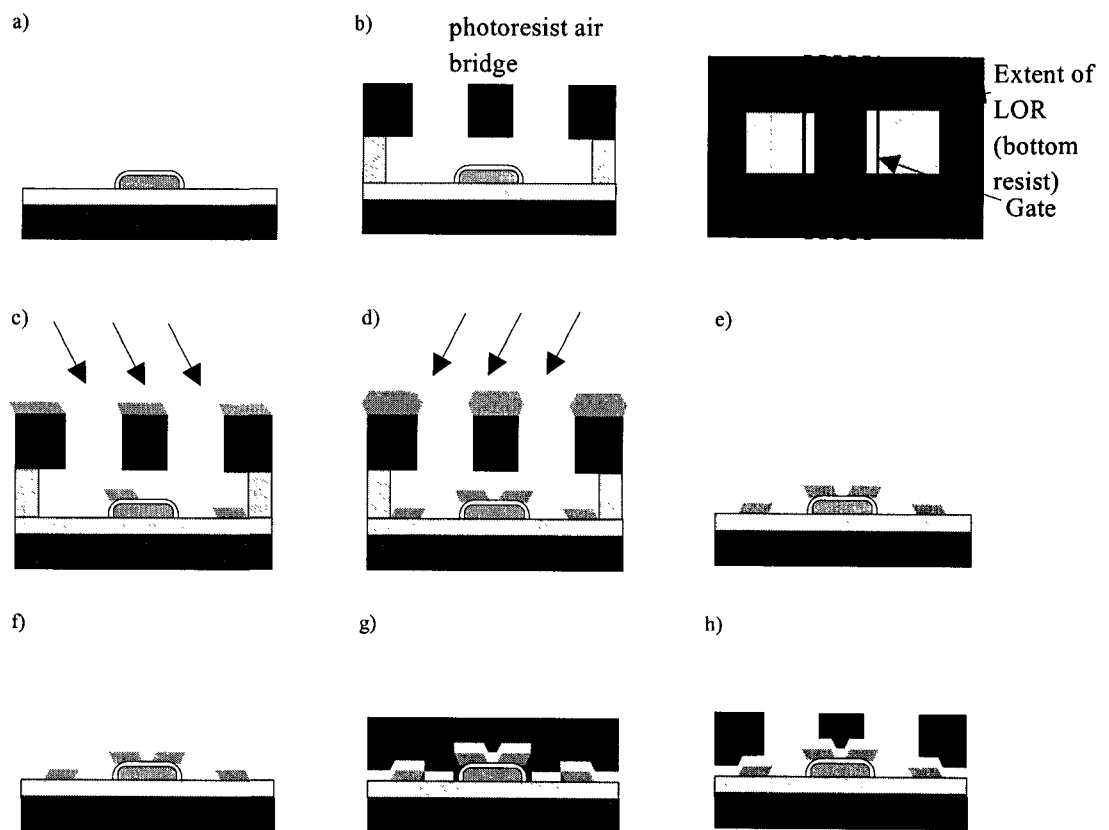 a)
b)
photoresist air
bridge
Extent of
LOR
(bottom
resist)
Gate
c)
d)
e)
f)
g)
h)